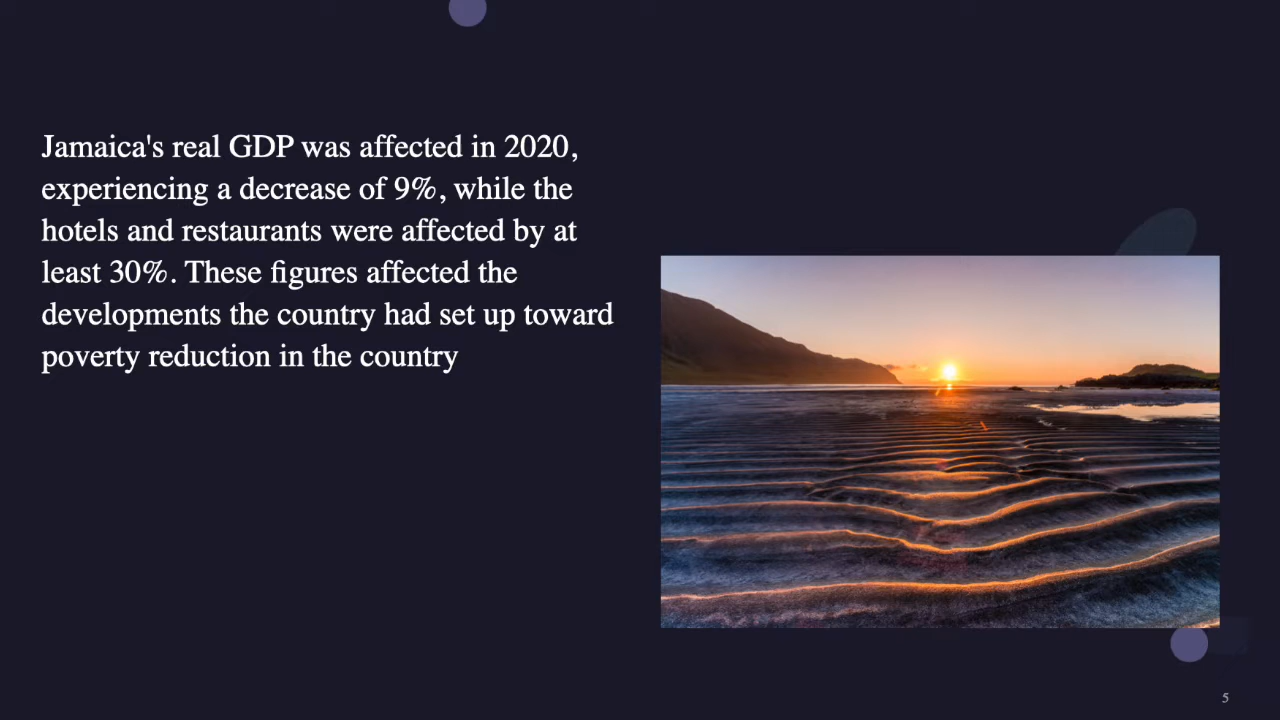 Jamaica's real GDP was affected in 2020,
experiencing a decrease of 9%, while the
hotels and restaurants were affected by at
least 30%. These figures affected the
developments the country had set up toward
poverty reduction in the country
5